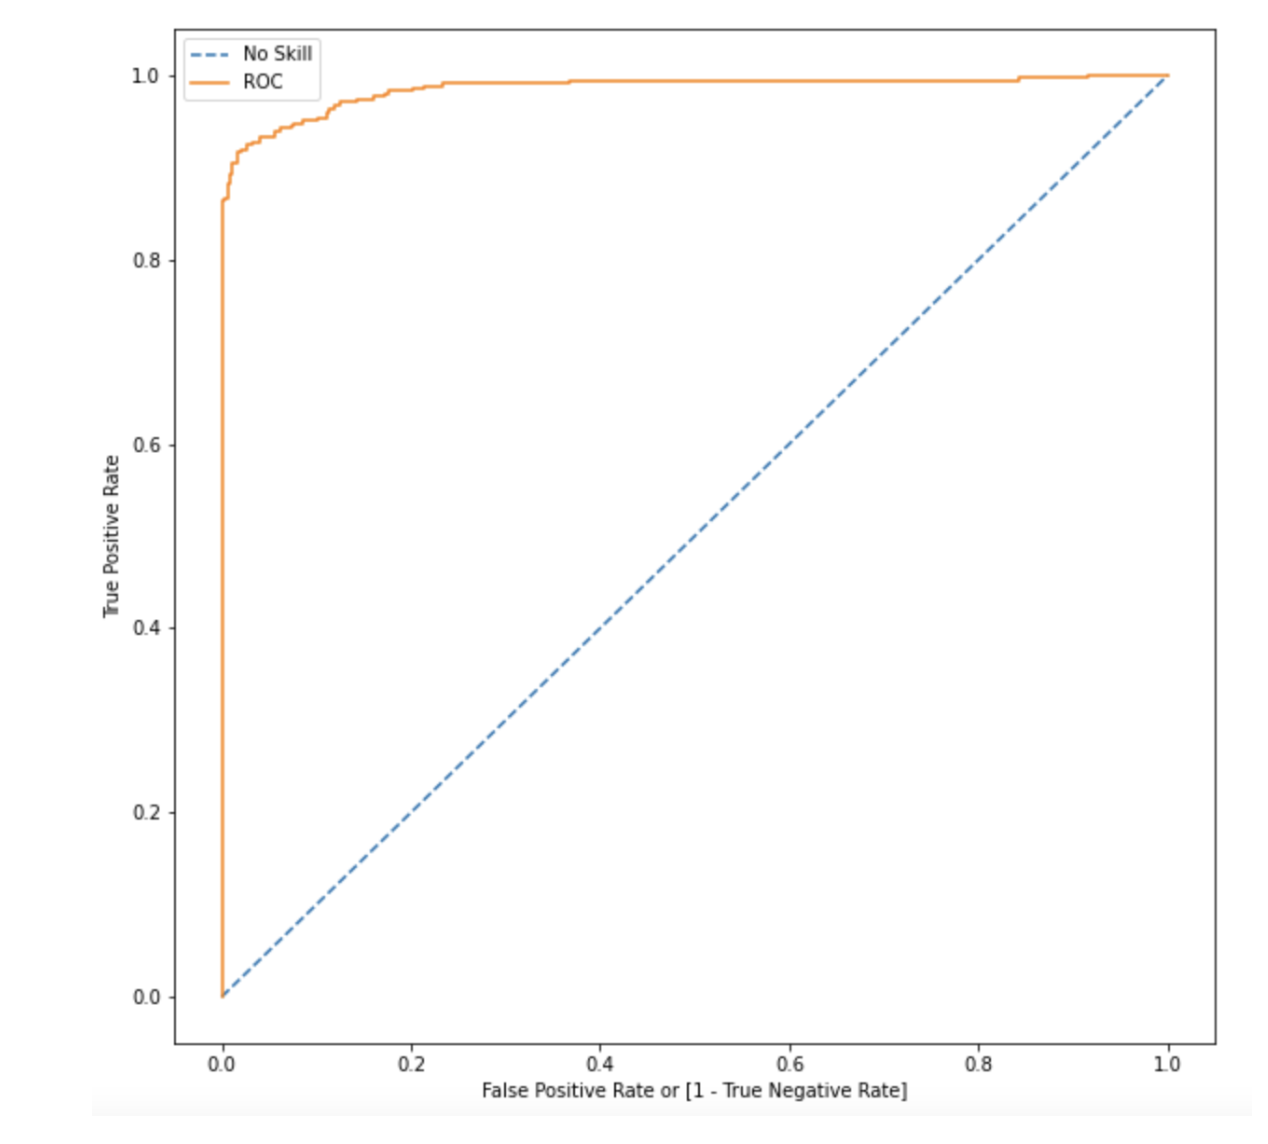 No Skill
ROC
1.0
0.8
0.6
0.4
0.2
0.0
True Positive Rate
0.0 0.2 0.4 0.6 0.8 1.0
False Positive Rate or [1 - True Negative Rate]